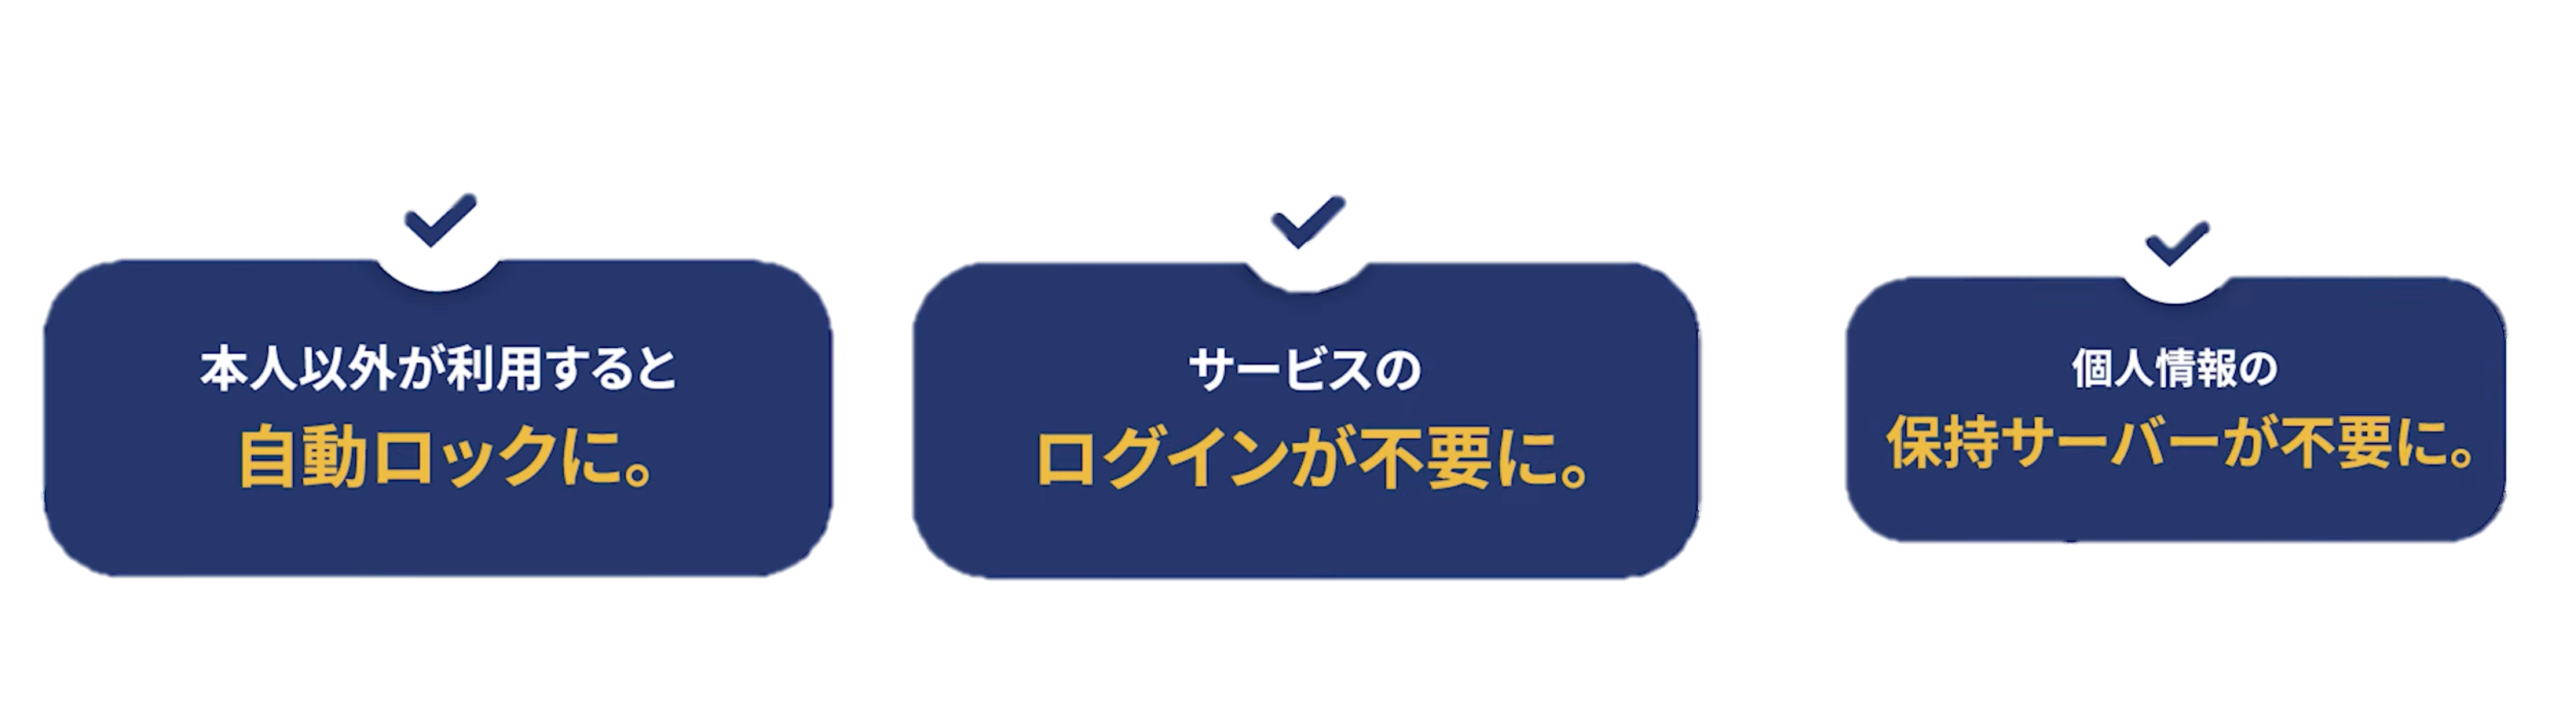 本人以外が利用すると
自動ロックに。
サービスの
ログインが不要に。
個人情報の
保持サーバーが不要に。